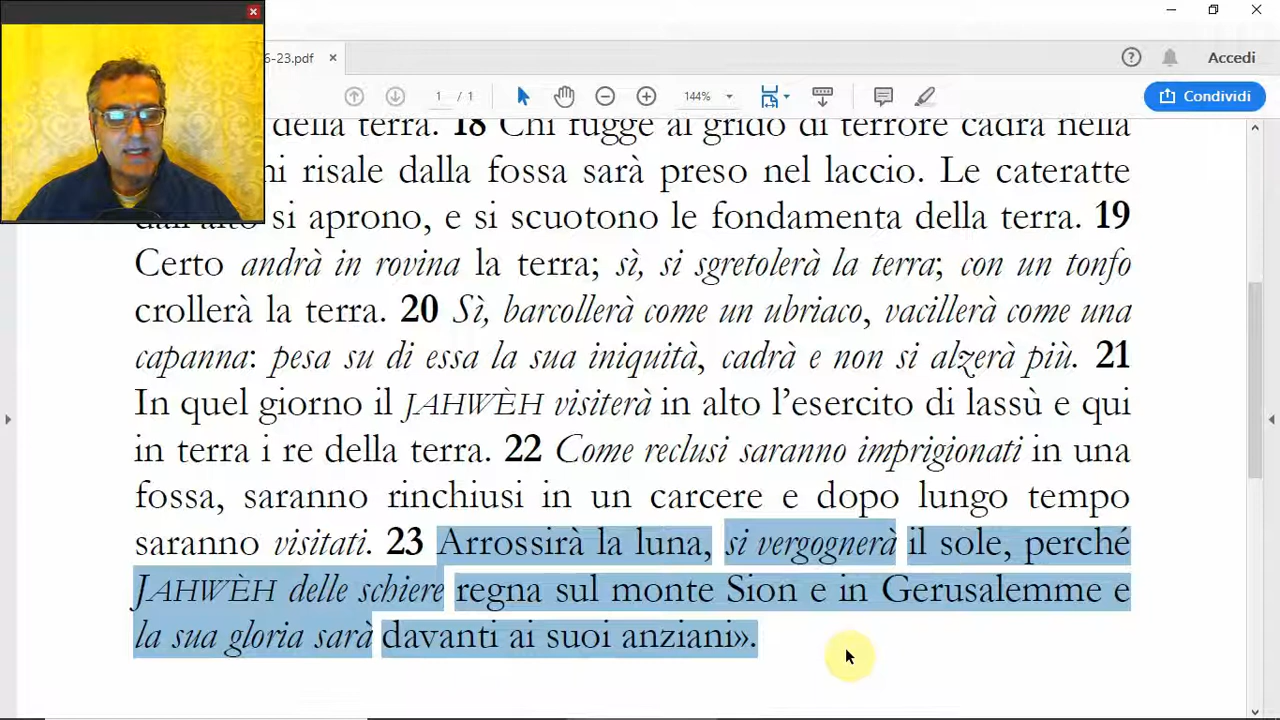 6-23.pdf
Accedi
1 / 1
144%
Condividi
della terra. 18 Chi fugge al grido di terrore cadrà nella
risale dalla fossa sarà preso nel laccio. Le cateratte
dall'alto si aprono, e si scuotono le fondamenta della terra. 19
Certo andrà in rovina la terra; sì, si sgretolerà la terra; con un tonfo
crollerà la terra. 20 Sì, barcollerà come un ubriaco, vacillerà come una
capanna: pesa su di essa la sua iniquità, cadrà e non si alzerà più. 21
In quel giorno il JAHWÈH visiterà in alto l’esercito di lassù e qui
in terra i re della terra. 22 Come reclusi saranno imprigionati in una
fossa, saranno rinchiusi in un carcere e dopo lungo tempo
saranno visitati. 23 Arrossirà la luna, si vergognerà il sole, perché
JAHWÈH delle schiere regna sul monte Sion e in Gerusalemme e
la sua gloria sarà davanti ai suoi anziani».